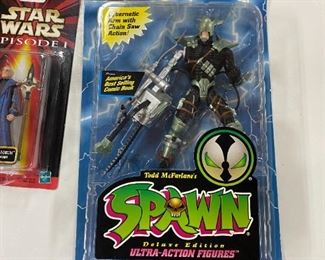 STAR
WARS
EPISODE I
Hasbro
Cybernetic
Arm with
Chain Saw
Action!
From
America's
Best Selling
Comic Book
Todd McFarlane's
SPAWN
Deluxe Edition
ULTRA-ACTION FIGURES